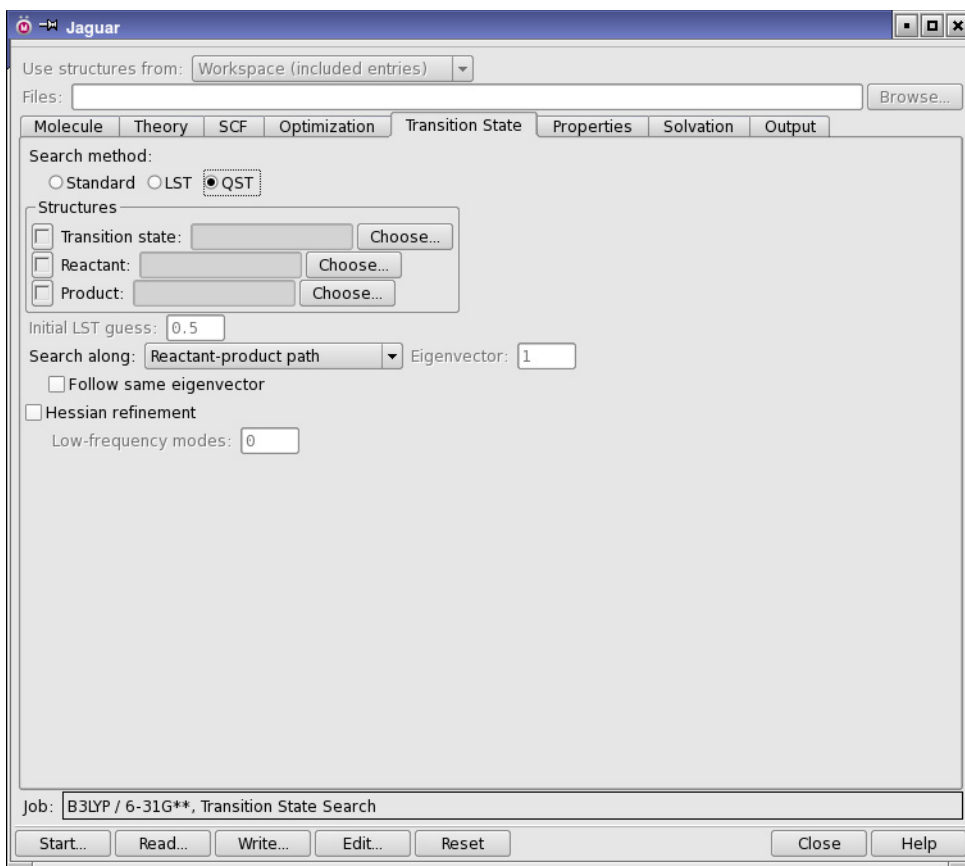 Jaguar
Use structures from: Workspace (included entries)
Files: Browse...
Molecule Theory SCF Optimization Transition State Properties Solvation Output
Search method:
Standard LST QST
Structures
Transition state: Choose...
Reactant: Choose...
Product: Choose...
Initial LST guess: 0.5
Search along: Reactant-product path Eigenvector: 1
Follow same eigenvector
Hessian refinement
Low-frequency modes: 0
Job: B3LYP / 6-31G**, Transition State Search
Start... Read... Write... Edit... Reset Close Help